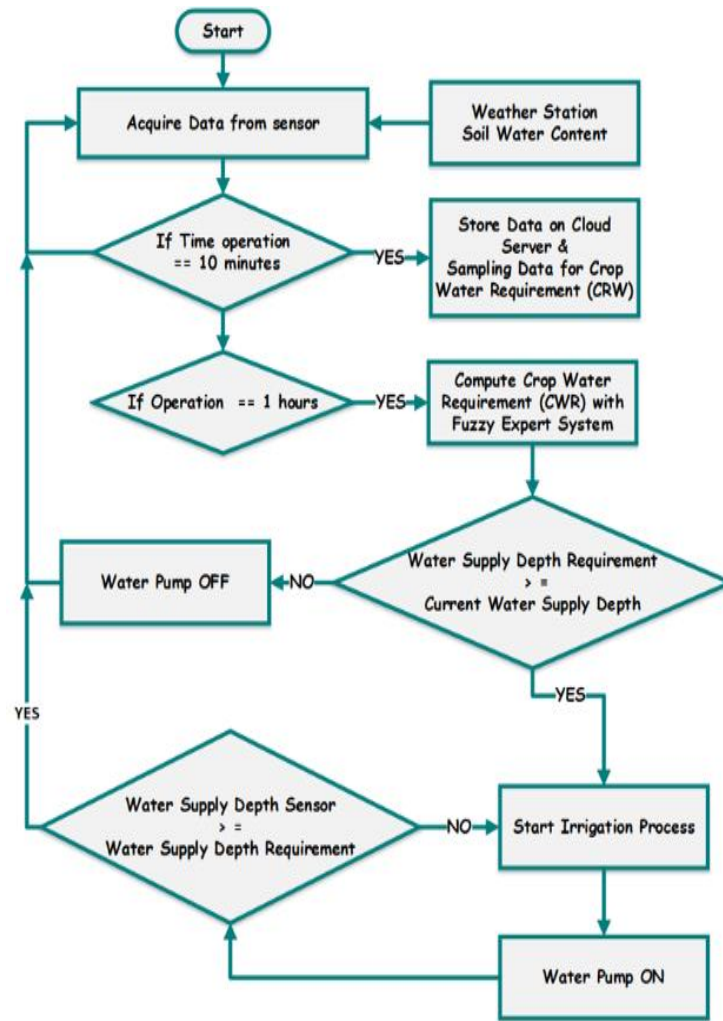 Start
Acquire Data from sensor
Weather Station
Soil Water Content
If Time operation
== 10 minutes
YES
Store Data on Cloud
Server &
Sampling Data for Crop
Water Requirement (CRW)
If Operation == 1 hours
YES
Compute Crop Water
Requirement (CWR) with
Fuzzy Expert System
Water Supply Depth Requirement
> =
Current Water Supply Depth
NO
Water Pump OFF
YES
YES
Water Supply Depth Sensor
> =
Water Supply Depth Requirement
NO
Start Irrigation Process
Water Pump ON